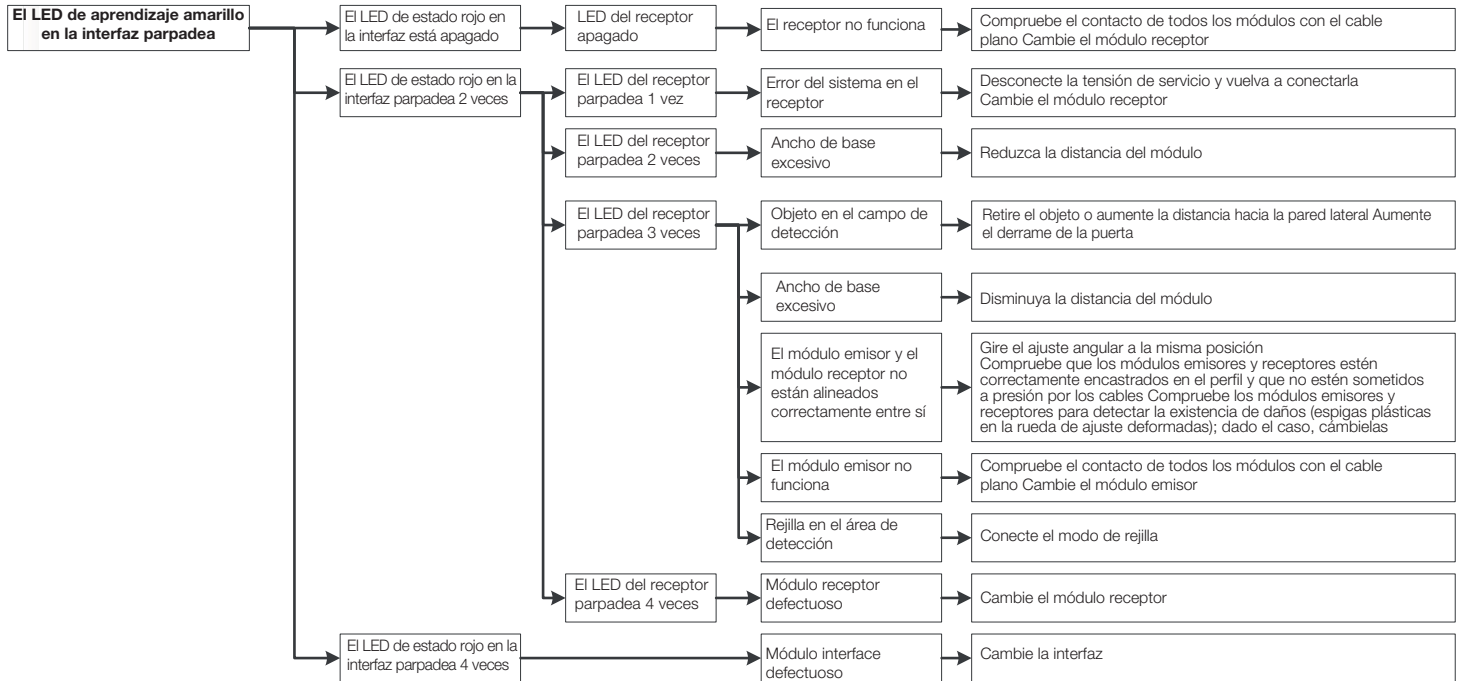 El LED de aprendizaje amarillo
en la interfaz parpadea
El LED de estado rojo en
la interfaz está apagado
LED del receptor
apagado
El receptor no funciona
Compruebe el contacto de todos los módulos con el cable
plano Cambie el módulo receptor
El LED de estado rojo en la
interfaz parpadea 2 veces
El LED del receptor
parpadea 1 vez
Error del sistema en el
receptor
Desconecte la tensión de servicio y vuelva a conectarla
Cambie el módulo receptor
El LED del receptor
parpadea 2 veces
Ancho de base
excesivo
Reduzca la distancia del módulo
El LED del receptor
parpadea 3 veces
Objeto en el campo de
detección
Retire el objeto o aumente la distancia hacia la pared lateral Aumente
el derrame de la puerta
Ancho de base
excesivo
Disminuya la distancia del módulo
El módulo emisor y el
módulo receptor no
están alineados
correctamente entre sí
Gire el ajuste angular a la misma posición
Compruebe que los módulos emisores y receptores estén
correctamente encastrados en el perfil y que no estén sometidos
a presión por los cables Compruebe los módulos emisores y
receptores para detectar la existencia de daños (espigas plásticas
en la rueda de ajuste deformadas); dado el caso, cámbielas
El módulo emisor no
funciona
Compruebe el contacto de todos los módulos con el cable
plano Cambie el módulo emisor
Rejilla en el área de
detección
Conecte el modo de rejilla
El LED del receptor
parpadea 4 veces
Módulo receptor
defectuoso
Cambie el módulo receptor
El LED de estado rojo en la
interfaz parpadea 4 veces
Módulo interface
defectuoso
Cambie la interfaz